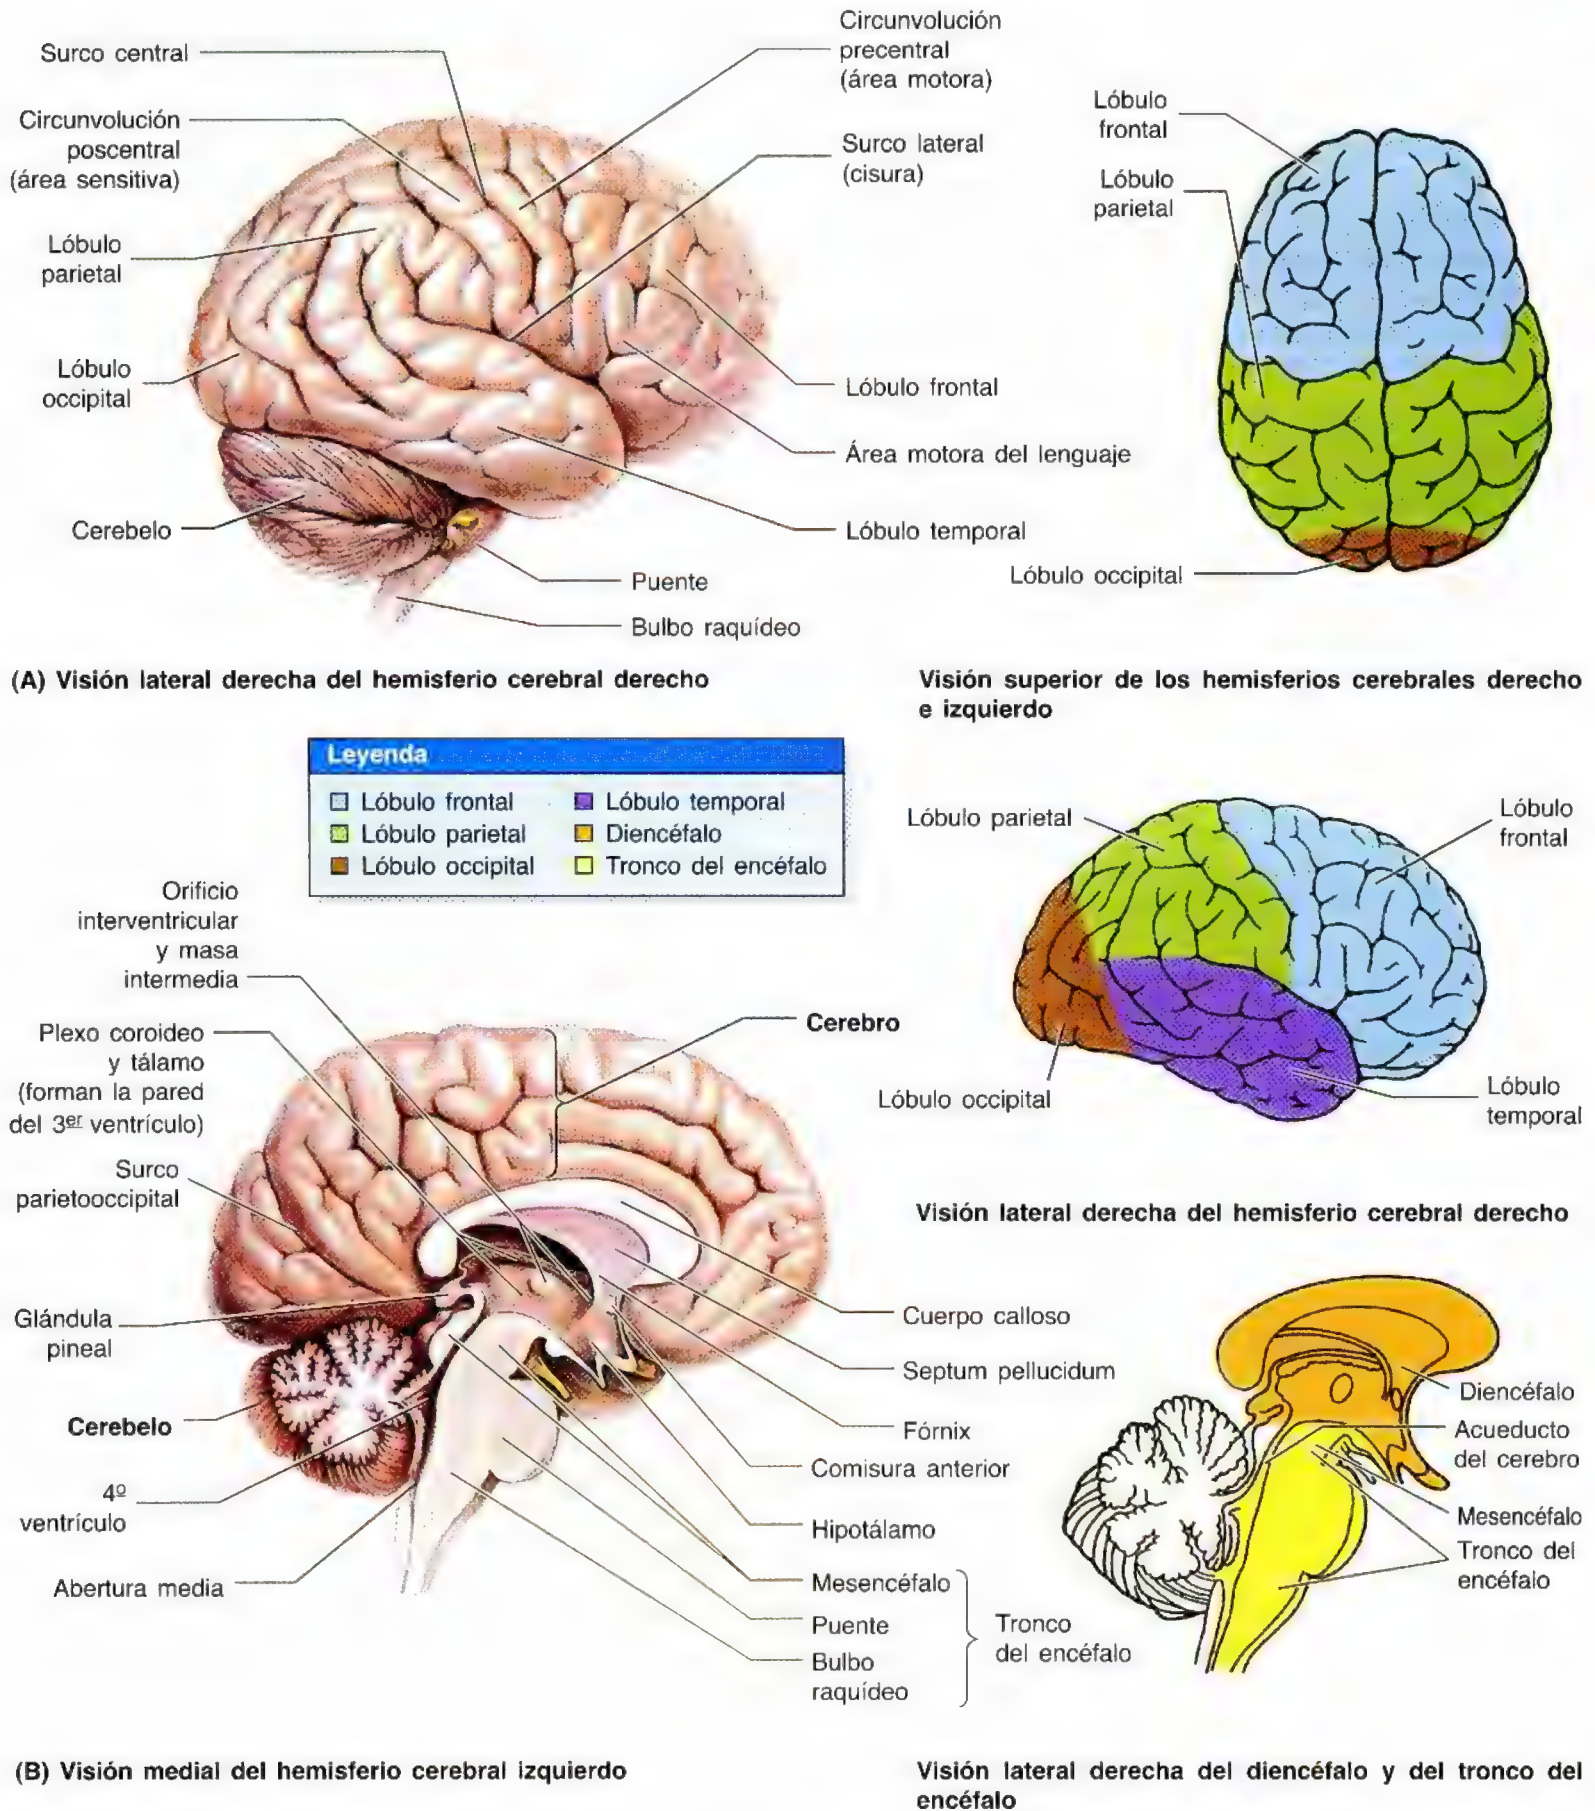 Surco central
Circunvolución
poscentral
(área sensitiva)
Lóbulo
parietal
Lóbulo
occipital
Cerebelo
Circunvolución
precentral
(área motora)
Surco lateral
(cisura)
Lóbulo frontal
Área motora del lenguaje
Lóbulo temporal
Puente
Bulbo raquídeo
Lóbulo
frontal
Lóbulo
parietal
Lóbulo occipital
(A) Visión lateral derecha del hemisferio cerebral derecho
Visión superior de los hemisferios cerebrales derecho
e izquierdo
Leyenda
Lóbulo frontal
Lóbulo parietal
Lóbulo occipital
Lóbulo temporal
Diencéfalo
Tronco del encéfalo
Lóbulo parietal
Lóbulo
frontal
Lóbulo occipital
Lóbulo
temporal
Visión lateral derecha del hemisferio cerebral derecho
Orificio
interventricular
y masa
intermedia
Plexo coroideo
y tálamo
(forman la pared
del 3er ventrículo)
Surco
parietooccipital
Glándula
pineal
Cerebelo
4º
ventrículo
Abertura media
Cerebro
Cuerpo calloso
Septum pellucidum
Fórnix
Comisura anterior
Hipotálamo
Mesencéfalo
Puente
Bulbo
raquídeo
Tronco
del encéfalo
Diencéfalo
Acueducto
del cerebro
Mesencéfalo
Tronco del
encéfalo
(B) Visión medial del hemisferio cerebral izquierdo
Visión lateral derecha del diencéfalo y del tronco del
encéfalo